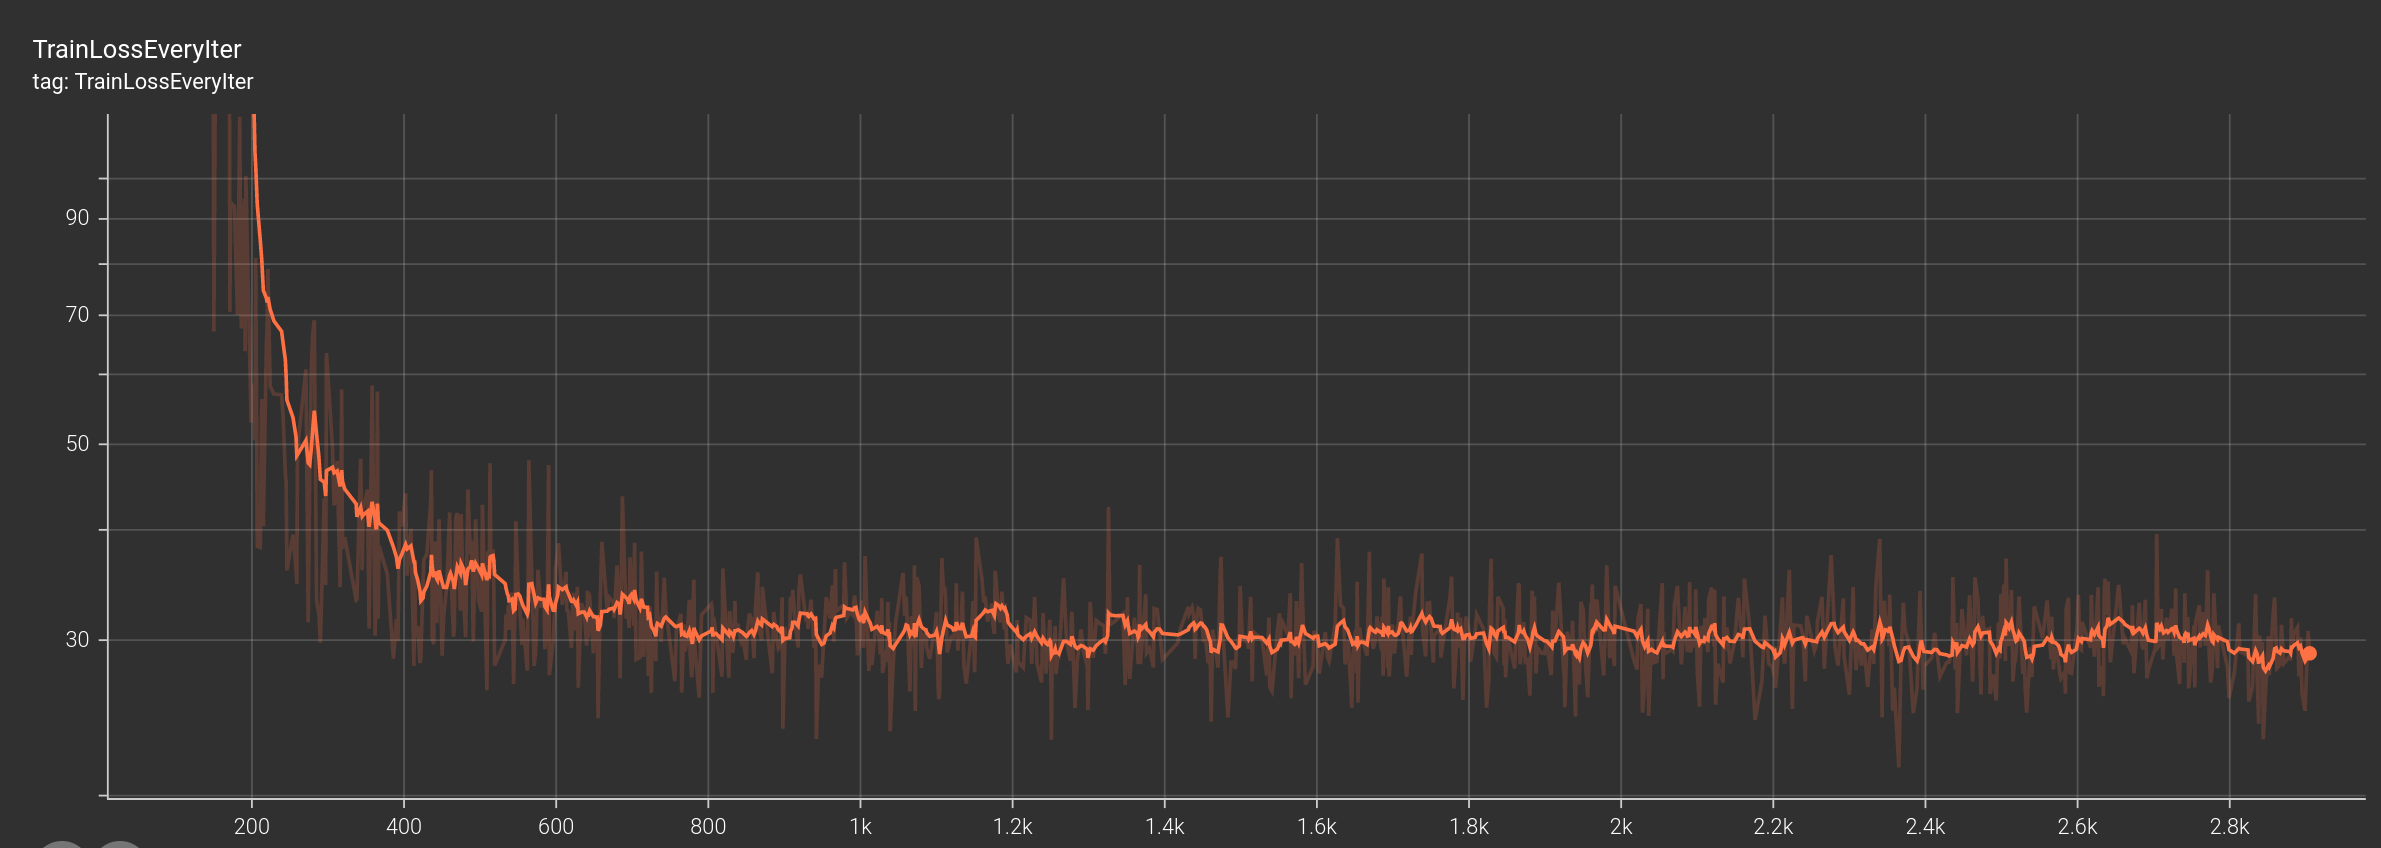 TrainLossEveryIter
tag: TrainLossEveryIter
90
70
50
30
200 400 600 800 1k 1.2k 1.4k 1.6k 1.8k 2k 2.2k 2.4k 2.6k 2.8k